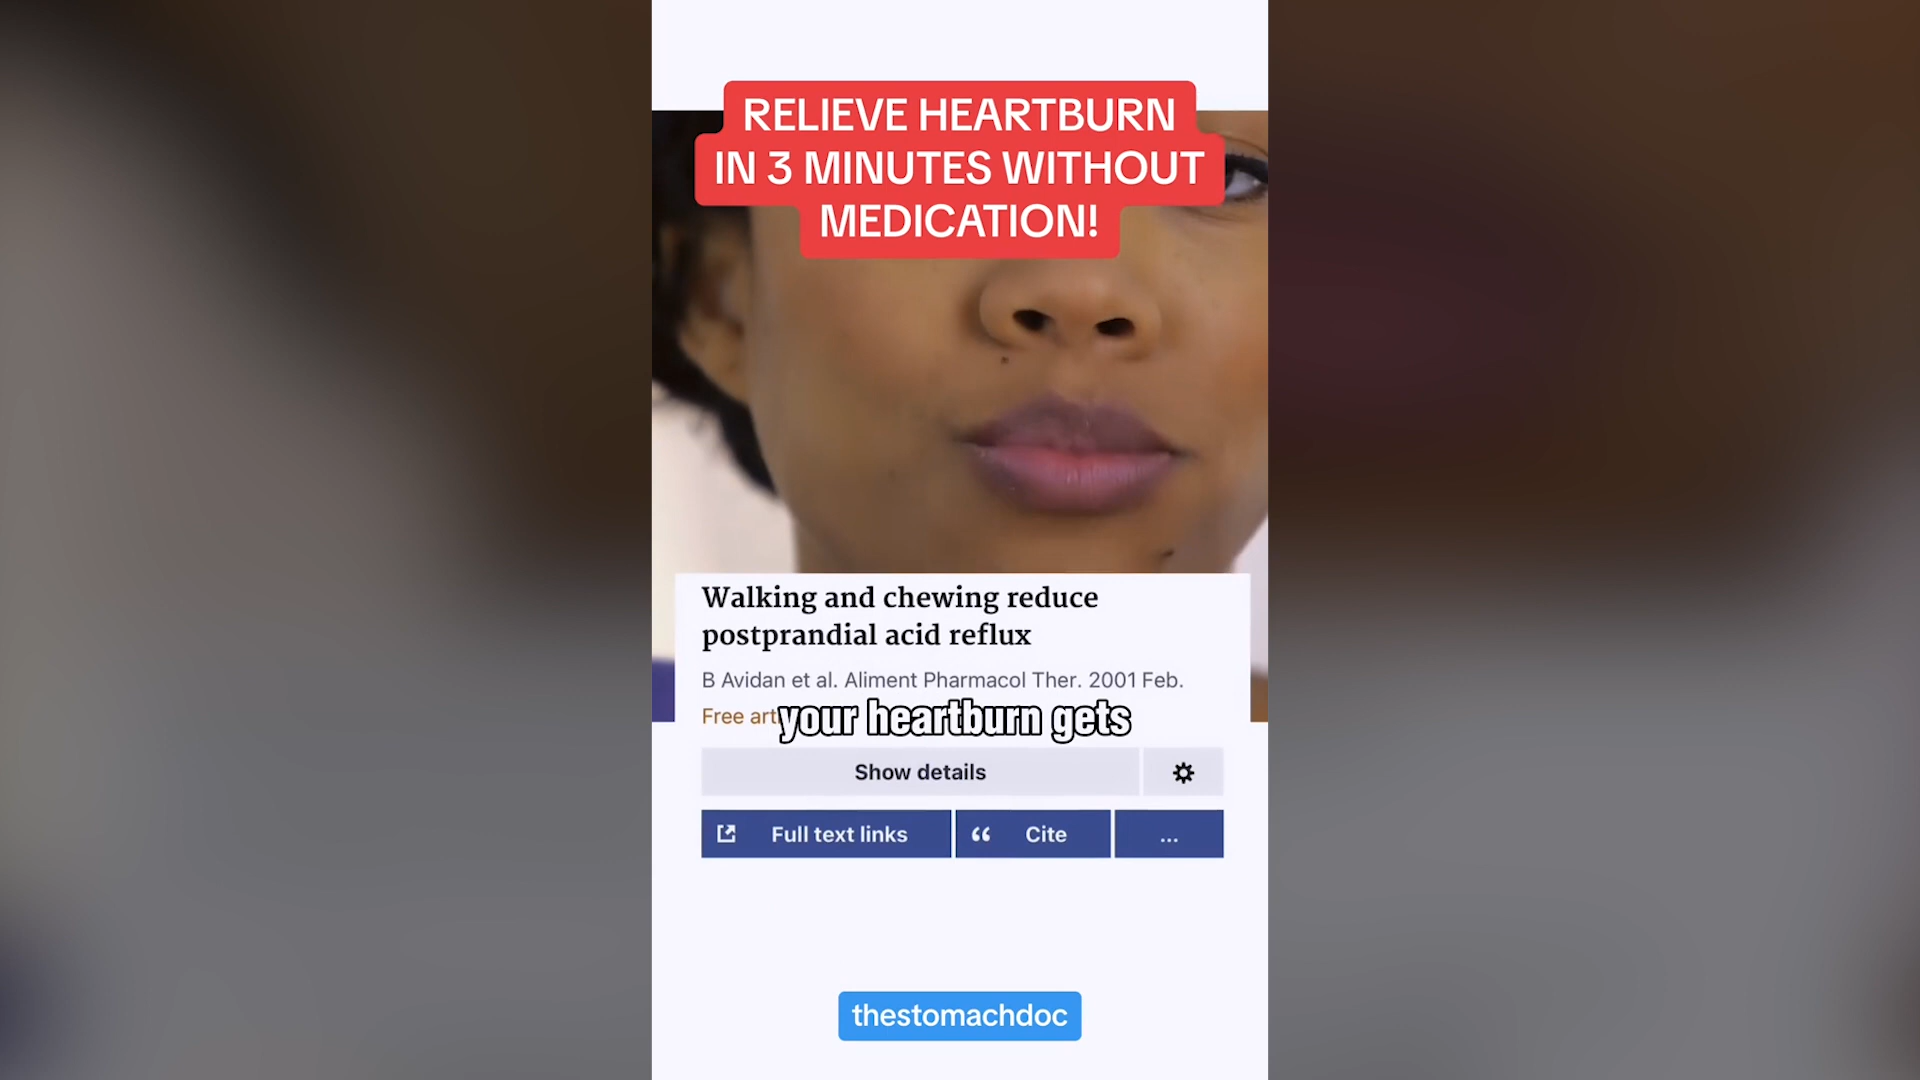 RELIEVE HEARTBURN
IN 3 MINUTES WITHOUT
MEDICATION!
Walking and chewing reduce
postprandial acid reflux
B Avidan et al. Aliment Pharmacol Ther. 2001 Feb.
Free arti
your heartburn gets
Show details
Full text links
Cite
...
thestomachdoc